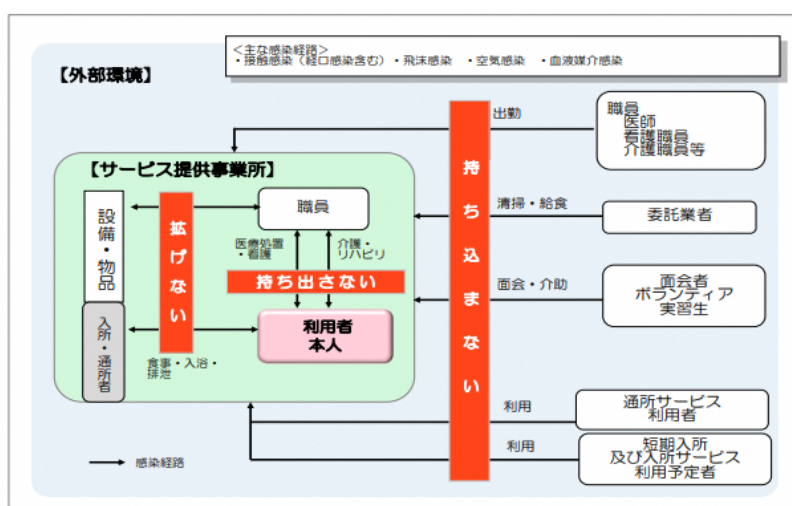 <主な感染経路>
・接触感染（経口感染含む）・飛沫感染　・空気感染　・血液媒介感染
【外部環境】
出勤
職員
医師
看護職員
介護職員等
【サービス提供事業所】
設備・物品
拡げない
職員
医療処置
・看護
介護・
リハビリ
持ち出さない
利用者
本人
入所・通所者
食事・入浴・
排泄
持ち込まない
清掃・給食
委託業者
面会・介助
面会者
ボランティア
実習生
利用
通所サービス
利用者
利用
短期入所
及び入所サービス
利用予定者
感染経路